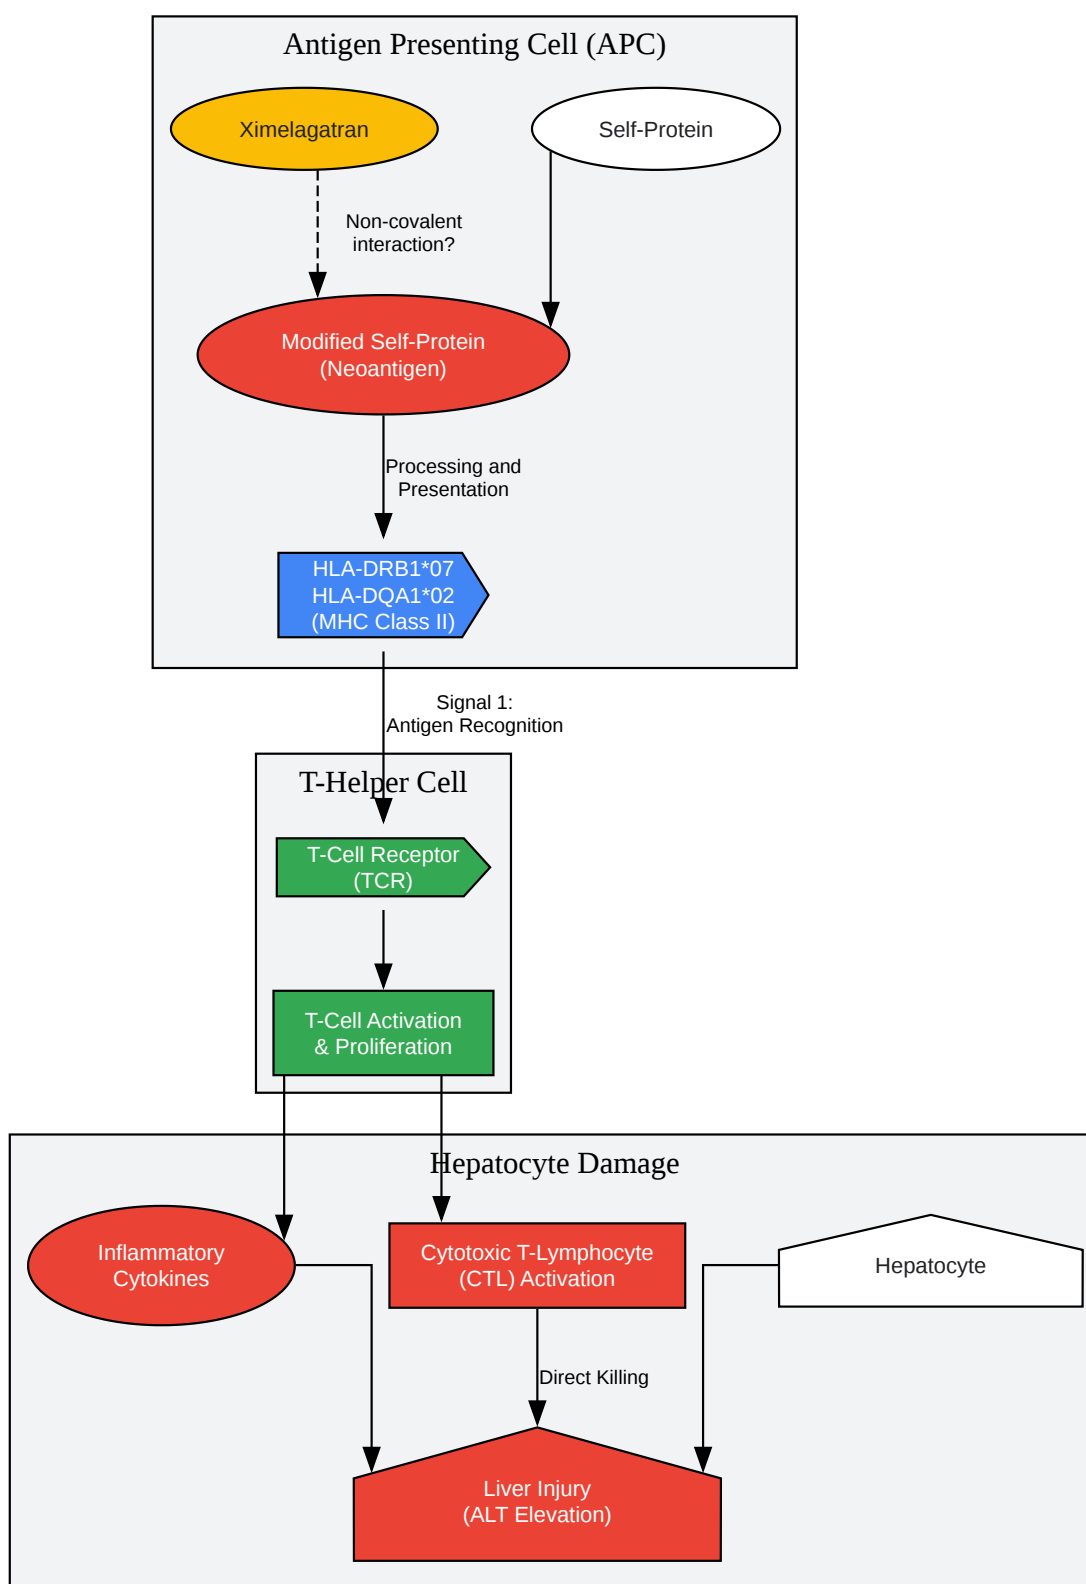 Antigen Presenting Cell (APC)
Ximelagatran
Self-Protein
Non-covalent
interaction?
Modified Self-Protein
(Neoantigen)
Processing and
Presentation
HLA-DRB1*07
HLA-DQA1*02
(MHC Class II)
Signal 1:
Antigen Recognition
T-Helper Cell
T-Cell Receptor
(TCR)
T-Cell Activation
& Proliferation
Hepatocyte Damage
Inflammatory
Cytokines
Cytotoxic T-Lymphocyte
(CTL) Activation
Hepatocyte
Direct Killing
Liver Injury
(ALT Elevation)